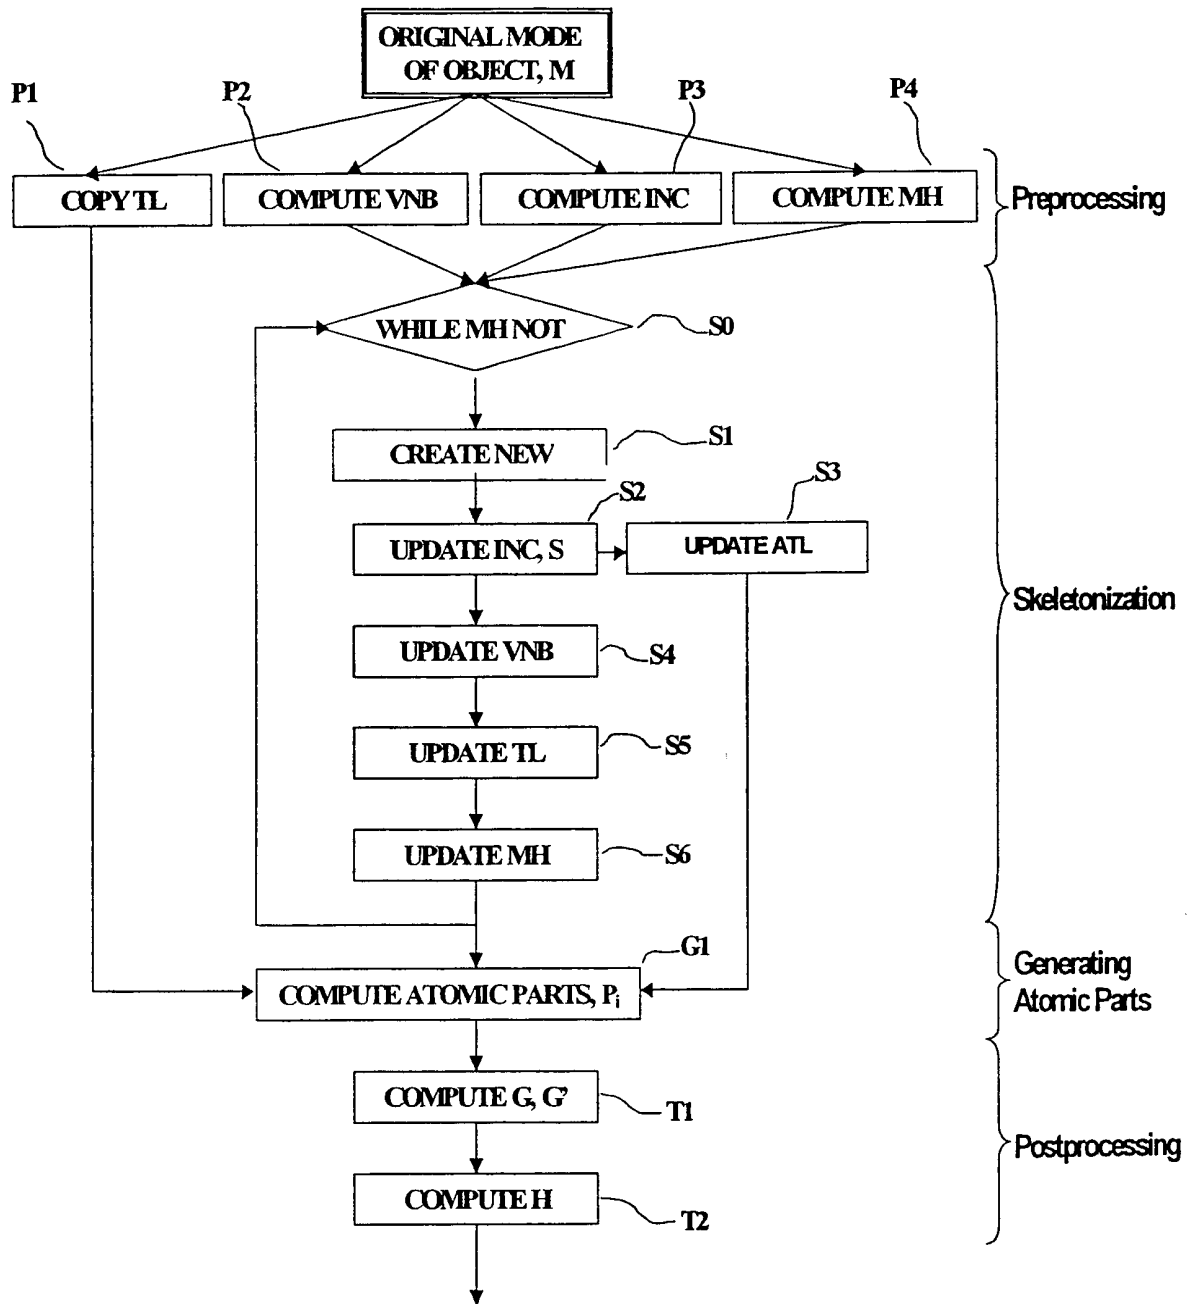 ORIGINAL MODE
OF OBJECT, M
P1
P2
P3
P4
COPY TL
COMPUTE VNB
COMPUTE INC
COMPUTE MH
Preprocessing
WHILE MH NOT
S0
CREATE NEW
S1
S2
S3
UPDATE INC, S
UPDATE ATL
Skeletonization
UPDATE VNB
S4
UPDATE TL
S5
UPDATE MH
S6
G1
COMPUTE ATOMIC PARTS, Pi
Generating
Atomic Parts
COMPUTE G, G'
T1
Postprocessing
COMPUTE H
T2